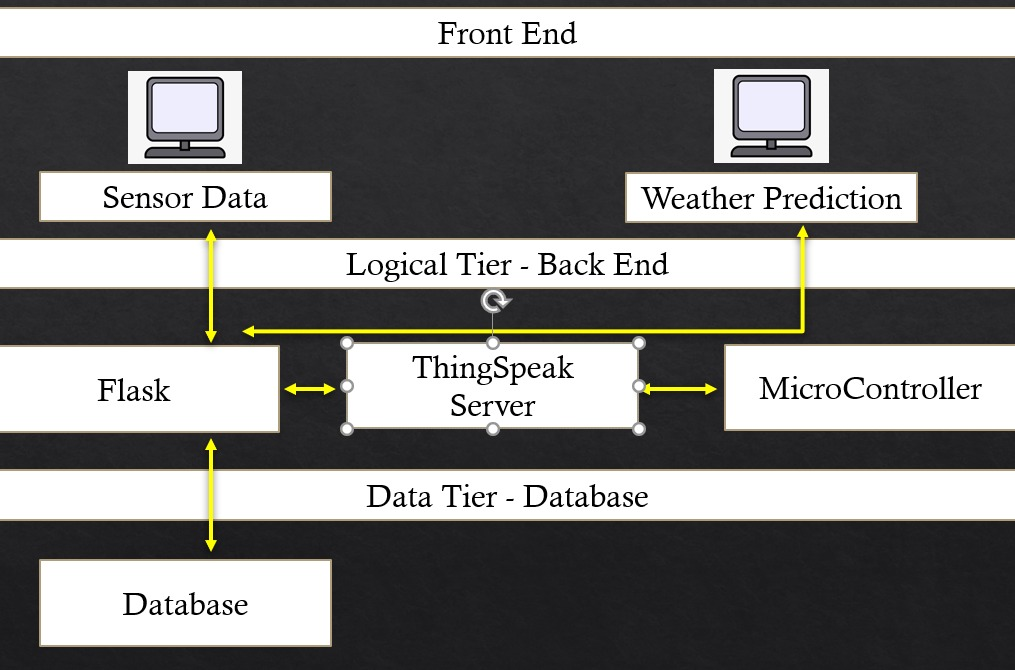 Front End
Sensor Data
Weather Prediction
Logical Tier - Back End
Flask
ThingSpeak
Server
MicroController
Data Tier - Database
Database